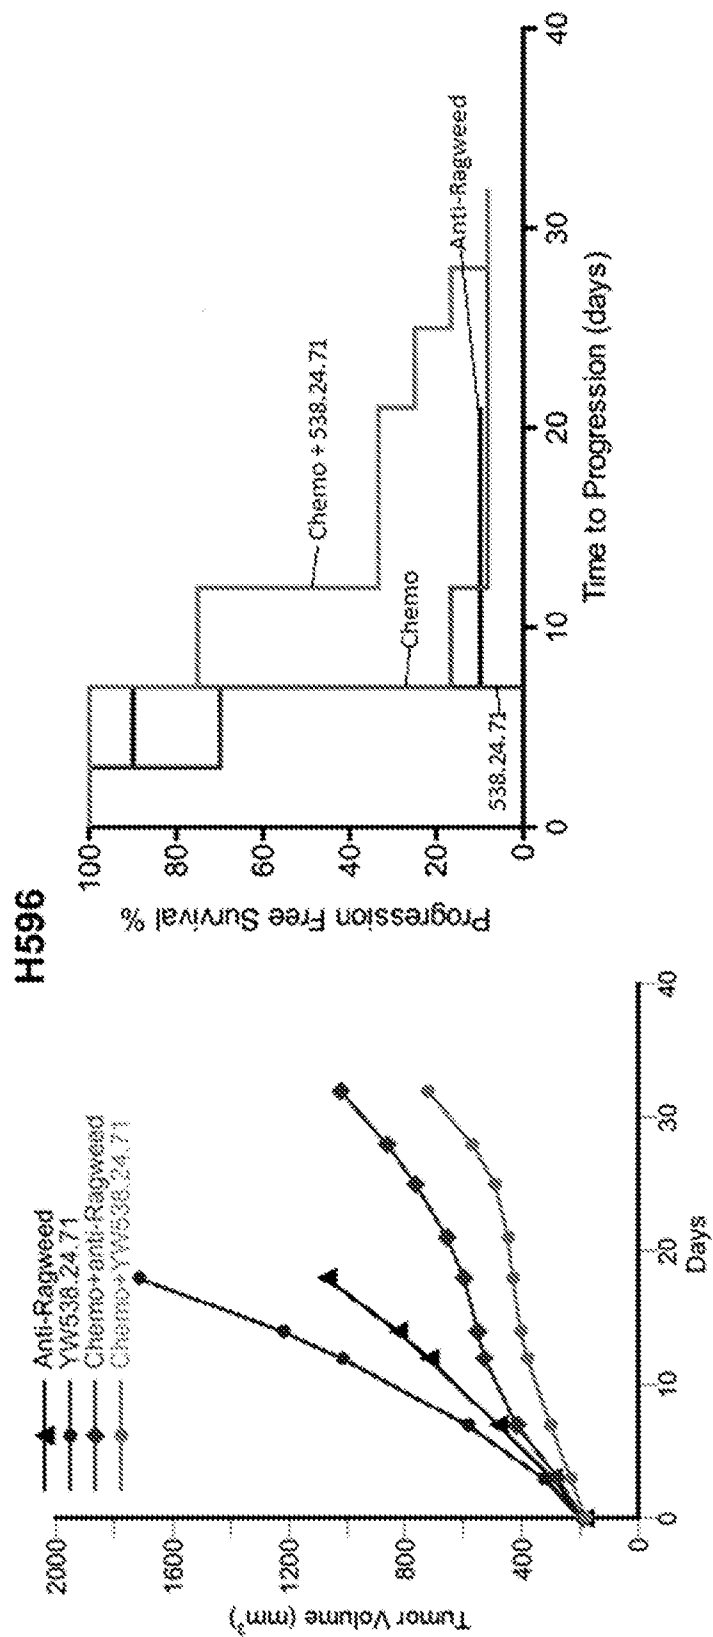 H596
Anti-Ragweed
YW538.24.71
Chemo+anti-Ragweed
Chemo+YW538.24.71
Tumor Volume (mm³)
2000
1600
1200
800
400
0
0
10
20
30
40
Days
Progression Free Survival %
100
80
60
40
20
0
Chemo + 538.24.71
Chemo
538.24.71
Anti-Ragweed
0
10
20
30
40
Time to Progression (days)